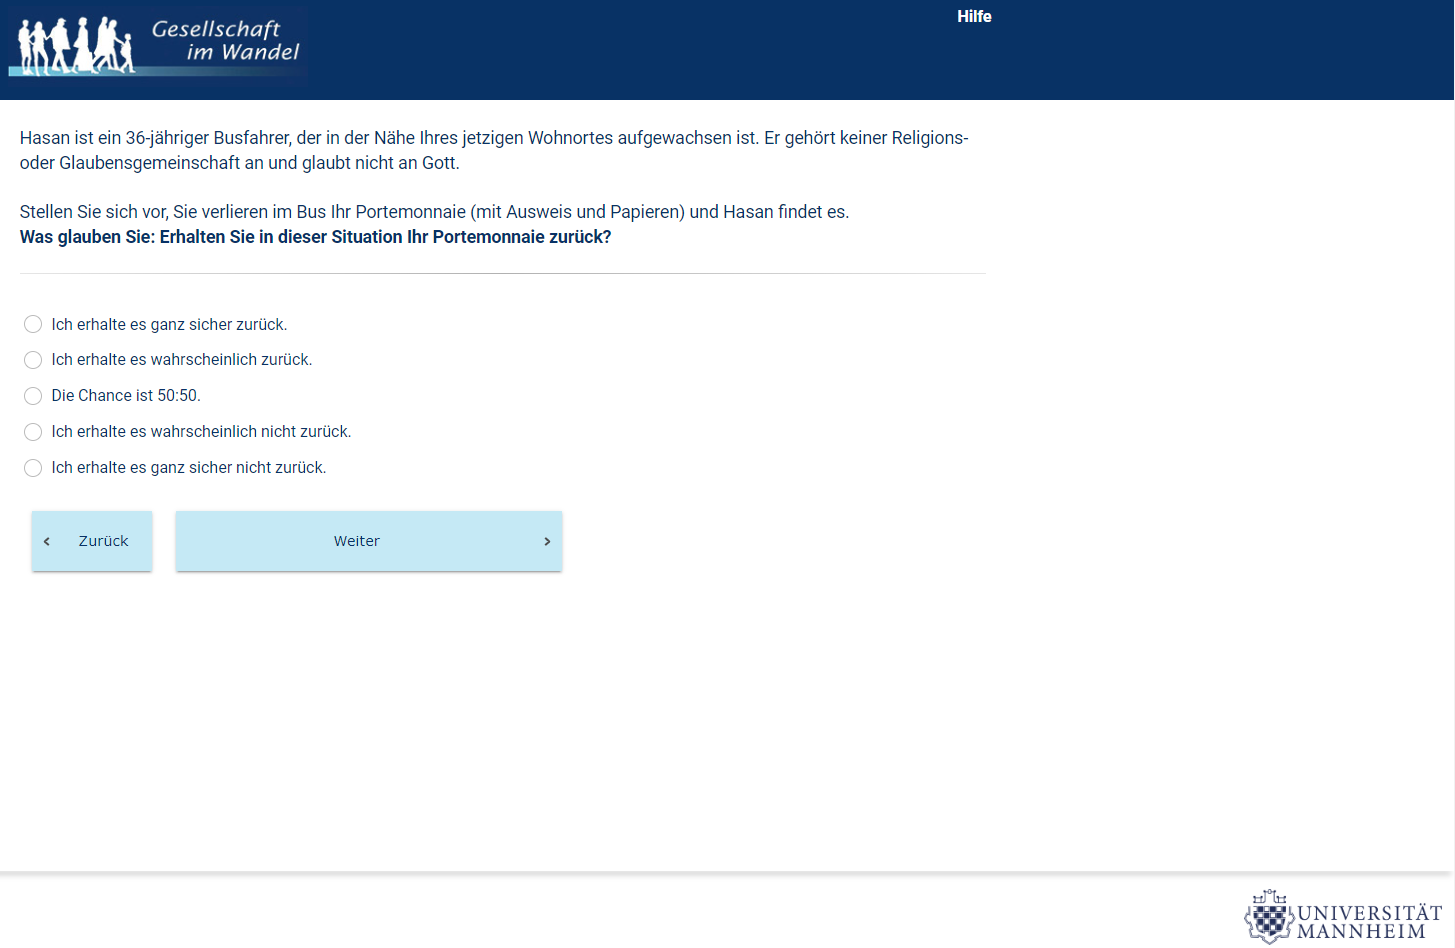 Gesellschaft
im Wandel
Hilfe
Hasan ist ein 36-jähriger Busfahrer, der in der Nähe Ihres jetzigen Wohnortes aufgewachsen ist. Er gehört keiner Religions-
oder Glaubensgemeinschaft an und glaubt nicht an Gott.
Stellen Sie sich vor, Sie verlieren im Bus Ihr Portemonnaie (mit Ausweis und Papieren) und Hasan findet es.
Was glauben Sie: Erhalten Sie in dieser Situation Ihr Portemonnaie zurück?
Ich erhalte es ganz sicher zurück.
Ich erhalte es wahrscheinlich zurück.
Die Chance ist 50:50.
Ich erhalte es wahrscheinlich nicht zurück.
Ich erhalte es ganz sicher nicht zurück.
Zurück
Weiter
UNIVERSITÄT
MANNHEIM